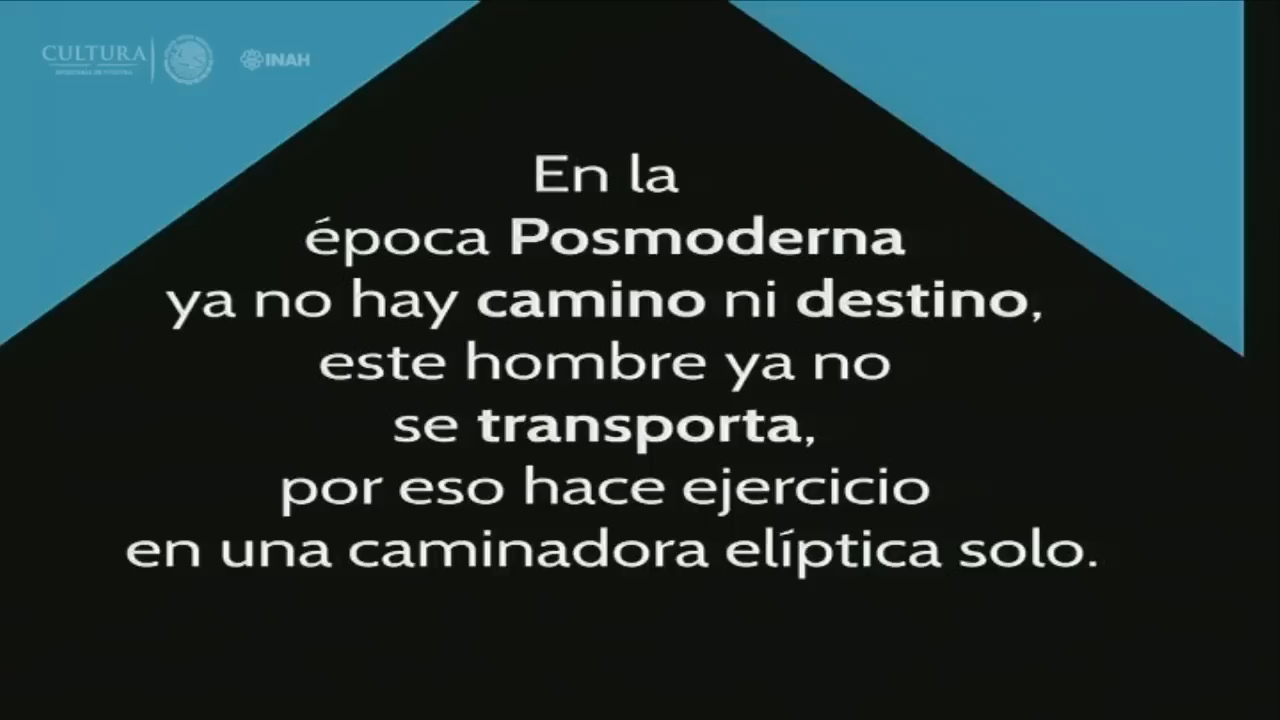 CULTURA
INAH
En la
época Posmoderna
ya no hay camino ni destino,
este hombre ya no
se transporta,
por eso hace ejercicio
en una caminadora elíptica solo.